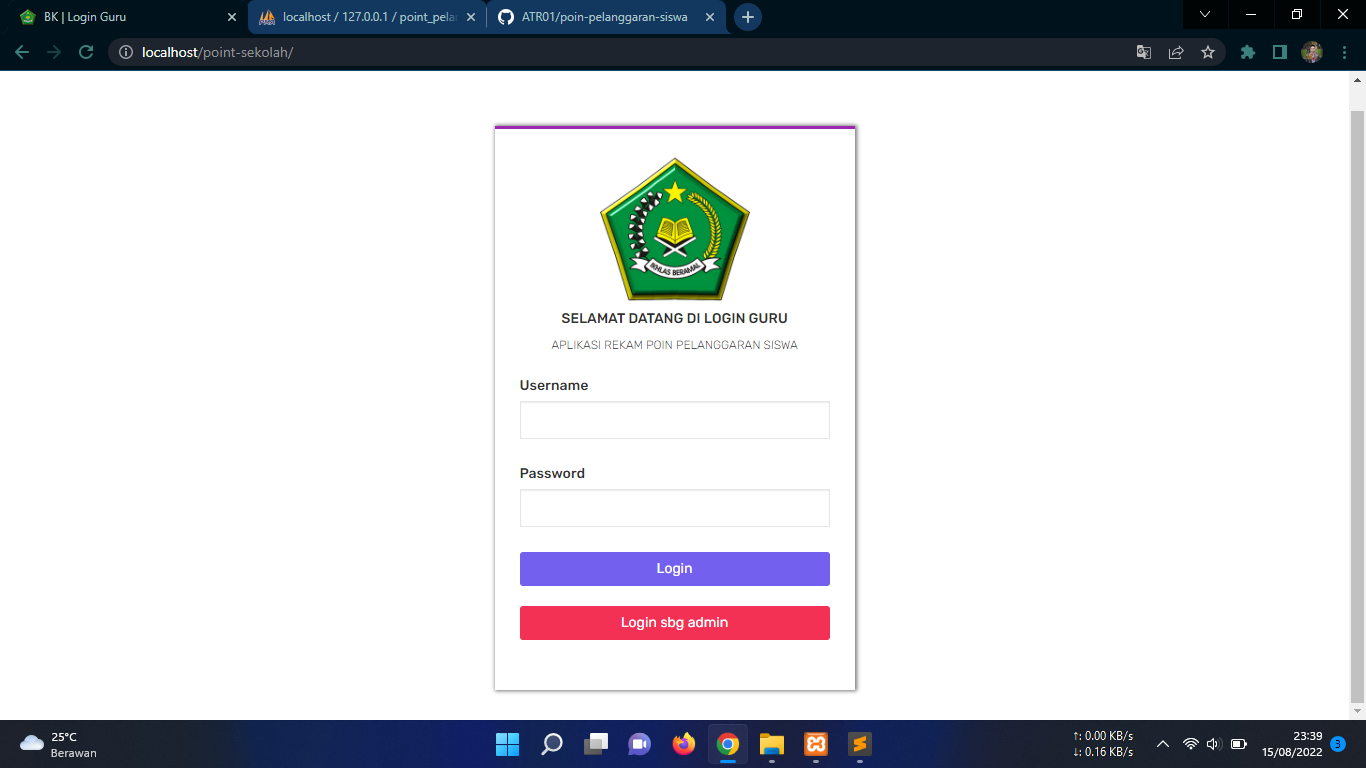 BK | Login Guru
localhost / 127.0.0.1 / point_pela
ATR01/poin-pelanggaran-siswa
localhost/point-sekolah/
IKHLAS BERAMAL
SELAMAT DATANG DI LOGIN GURU
APLIKASI REKAM POIN PELANGGARAN SISWA
Username
Password
Login
Login sbg admin
25°C
Berawan
↑: 0.00 KB/s
↓: 0.16 KB/s
23:39
15/08/2022
3